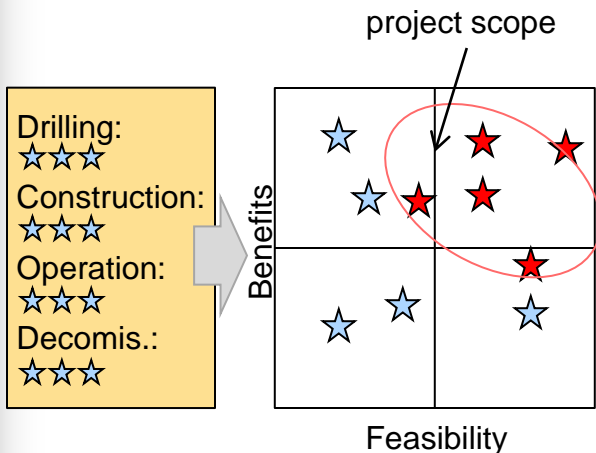 project scope
Drilling:
Construction:
Operation:
Decomis.:
Benefits
Feasibility